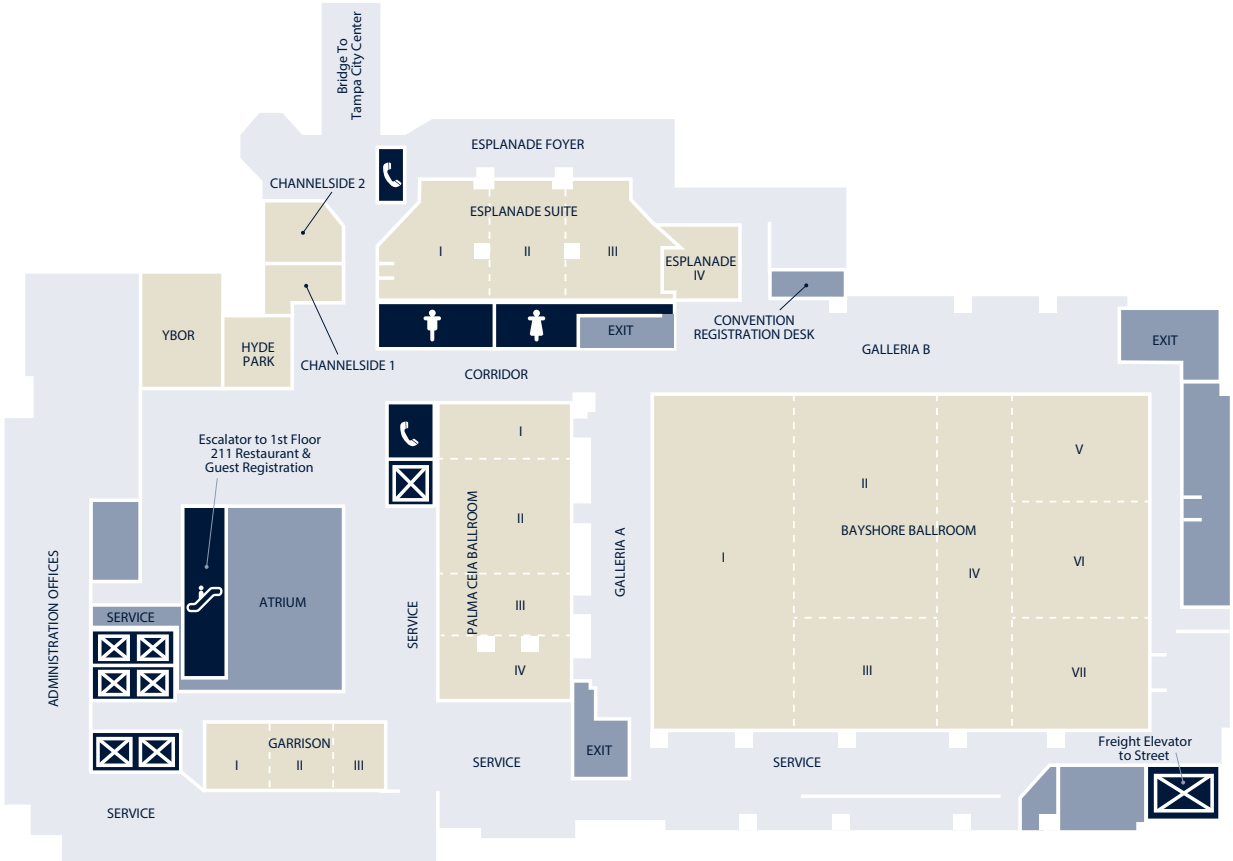 Bridge To
Tampa City Center
ESPLANADE FOYER
CHANNELSIDE 2
ESPLANADE SUITE
I
II
III
ESPLANADE
IV
CONVENTION
REGISTRATION DESK
YBOR
HYDE
PARK
CHANNELSIDE 1
EXIT
GALLERIA B
EXIT
CORRIDOR
Escalator to 1st Floor
211 Restaurant &
Guest Registration
ATRIUM
ADMINISTRATION OFFICES
SERVICE
SERVICE
PALMA CEIA BALLROOM
I
II
III
IV
GALLERIA A
BAYSHORE BALLROOM
I
II
III
IV
V
VI
VII
GARRISON
I
II
III
SERVICE
SERVICE
EXIT
SERVICE
Freight Elevator
to Street